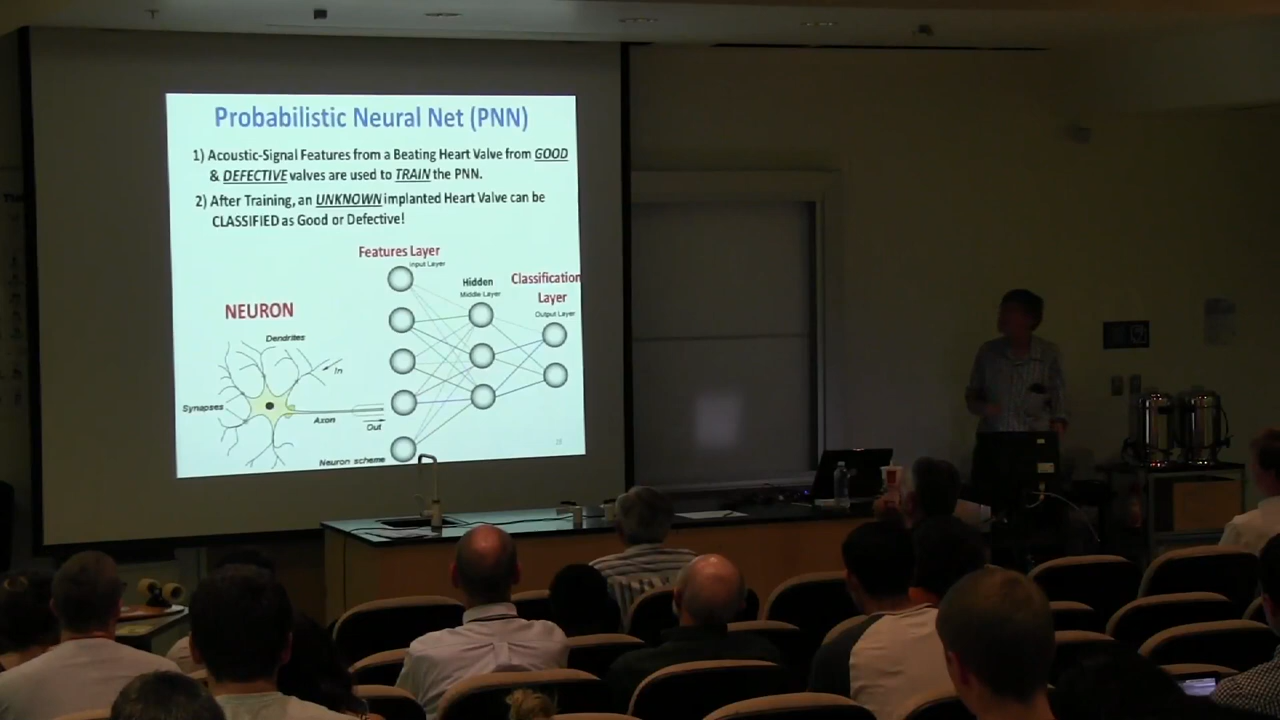 Probabilistic Neural Net (PNN)
1) Acoustic-Signal Features from a Beating Heart Valve from GOOD
& DEFECTIVE valves are used to TRAIN the PNN.
2) After Training, an UNKNOWN implanted Heart Valve can be
CLASSIFIED as Good or Defective!
Features Layer
Input Layer
Hidden
Middle Layer
Classification
Layer
Output Layer
NEURON
Dendrites
In
Synapses
Axon
Out
Neuron scheme